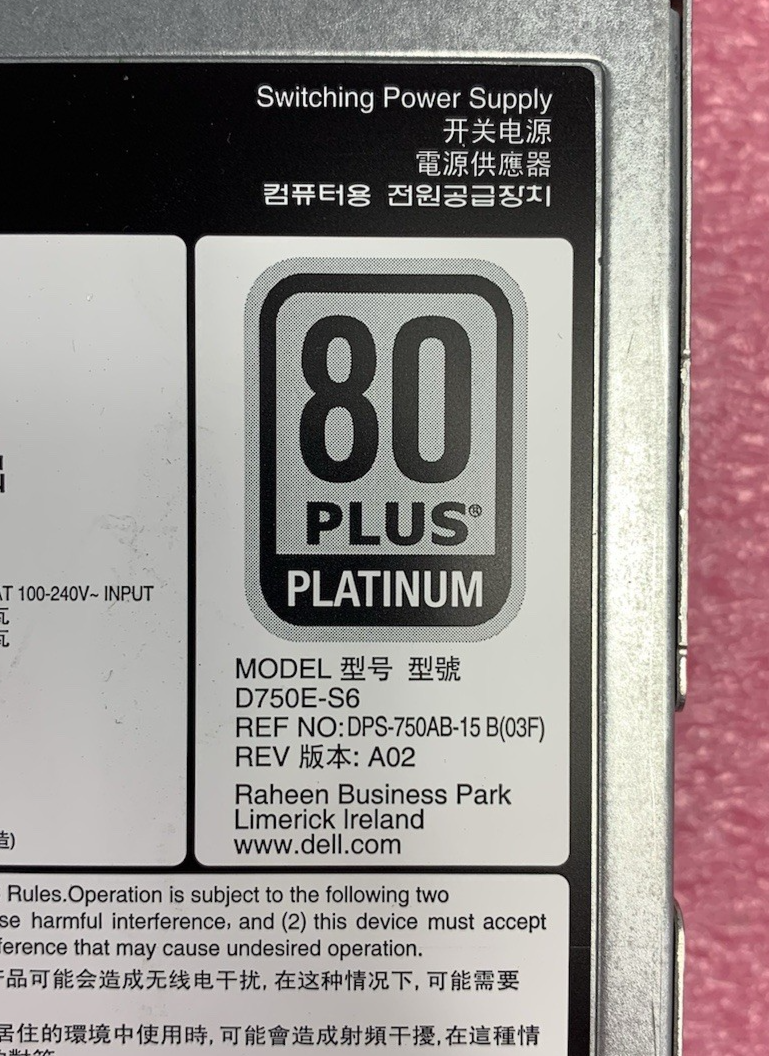 Switching Power Supply
开关电源
電源供應器
컴퓨터용 전원공급장치
80
PLUS®
PLATINUM
100-240V~ INPUT
瓦
瓦
MODEL 型号 型號
D750E-S6
REF NO:DPS-750AB-15 B(03F)
REV 版本: A02
Raheen Business Park
Limerick Ireland
www.dell.com
造)
Rules.Operation is subject to the following two
harmful interference, and (2) this device must accept
that may cause undesired operation.
品可能会造成无线电干扰, 在这种情况下, 可能需要
居住的環境中使用時, 可能會造成射頻干擾, 在這種情